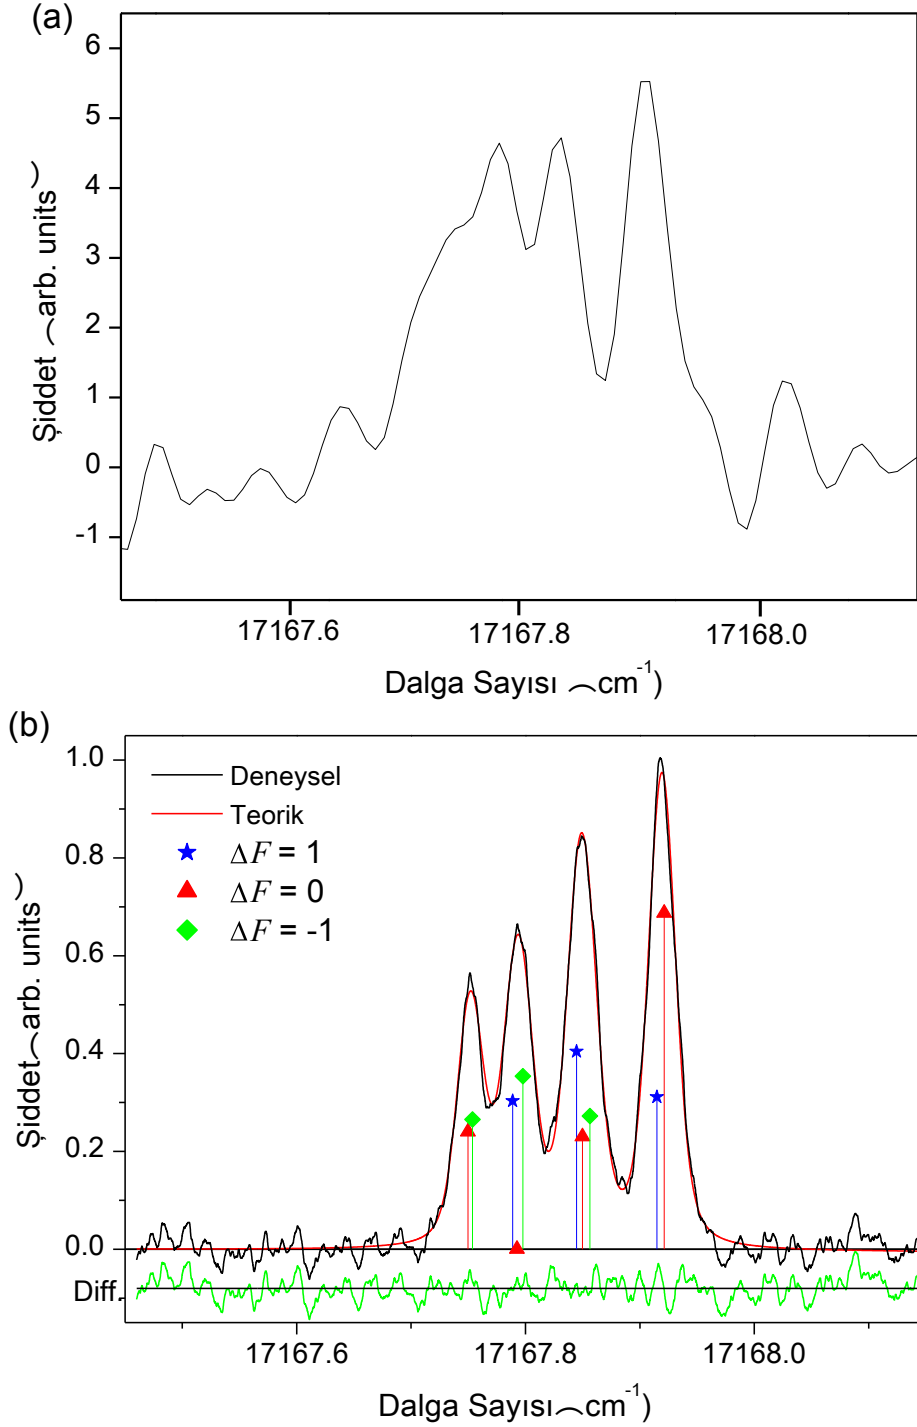 (a)
6
5
4
3
2
1
0
-1
Şiddet (arb. units)
17167.6 17167.8 17168.0
Dalga Sayısı (cm⁻¹)
(b)
1.0
0.8
0.6
0.4
0.2
0.0
Diff.
Şiddet(arb. units)
Deneysel
Teorik
ΔF = 1
ΔF = 0
ΔF = -1
17167.6 17167.8 17168.0
Dalga Sayısı(cm⁻¹)